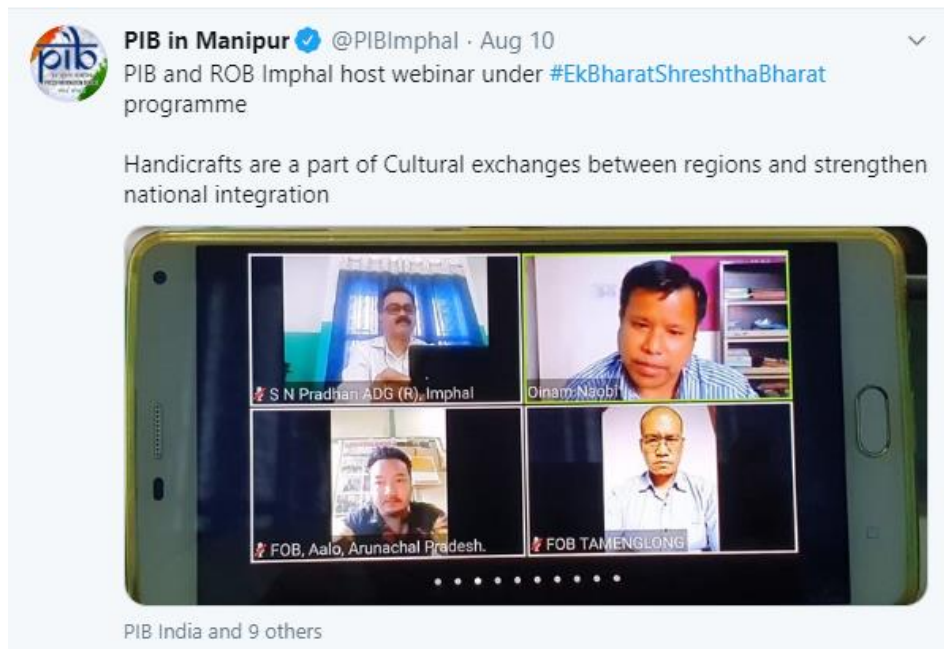 pib
PIB in Manipur @PIBImphal · Aug 10
PIB and ROB Imphal host webinar under #EkBharatShreshthaBharat
programme
Handicrafts are a part of Cultural exchanges between regions and strengthen
national integration
S N Pradhan ADG (R), Imphal
Oinam Naobi
FOB, Aalo, Arunachal Pradesh.
FOB TAMENGLONG
PIB India and 9 others